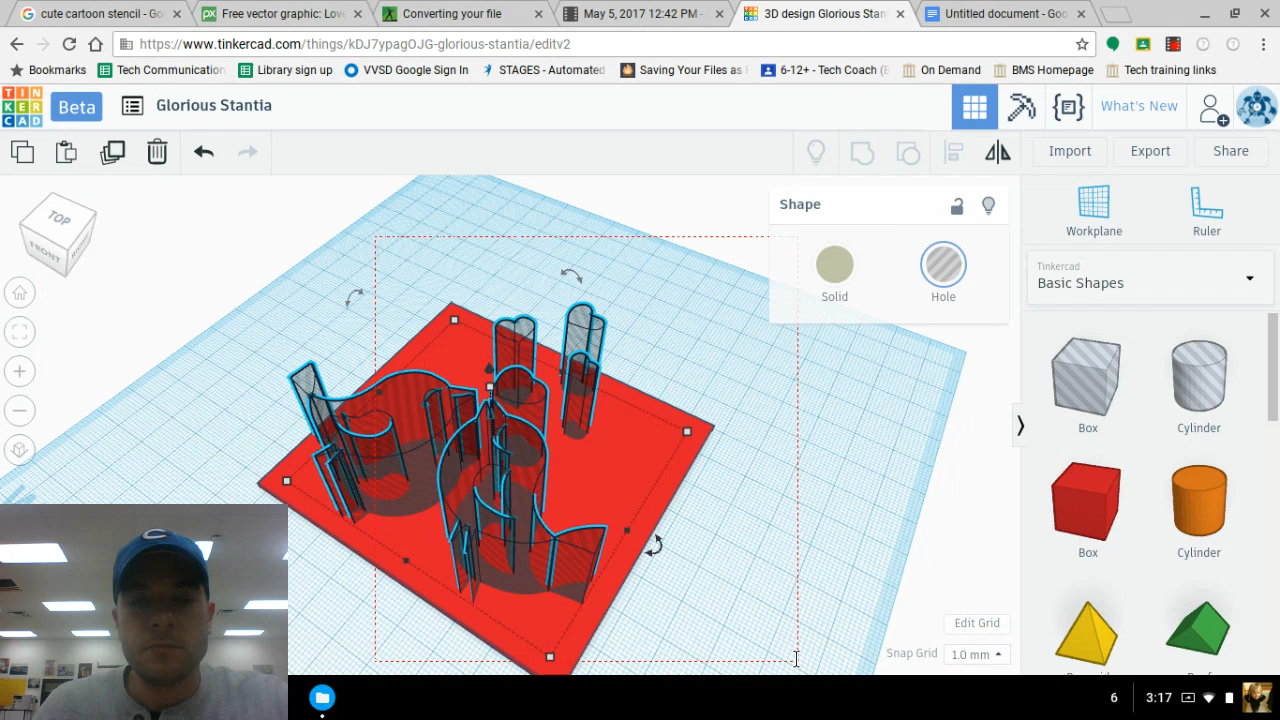 cute cartoon stencil - Go
Free vector graphic: Lov
Converting your file
May 5, 2017 12:42 PM -
3D design Glorious Stan
Untitled document - Goo
https://www.tinkercad.com/things/kDJ7ypagOJG-glorious-stantia/editv2
Bookmarks
Tech Communication
Library sign up
VVSD Google Sign In
STAGES - Automated
Saving Your Files as
6-12+ - Tech Coach (E
On Demand
BMS Homepage
Tech training links
TIN
KER
CAD
Beta
Glorious Stantia
What's New
Import
Export
Share
TOP
FRONT
Shape
Solid
Hole
Workplane
Ruler
Tinkercad
Basic Shapes
Box
Cylinder
Box
Cylinder
Edit Grid
Snap Grid
1.0 mm
6
3:17